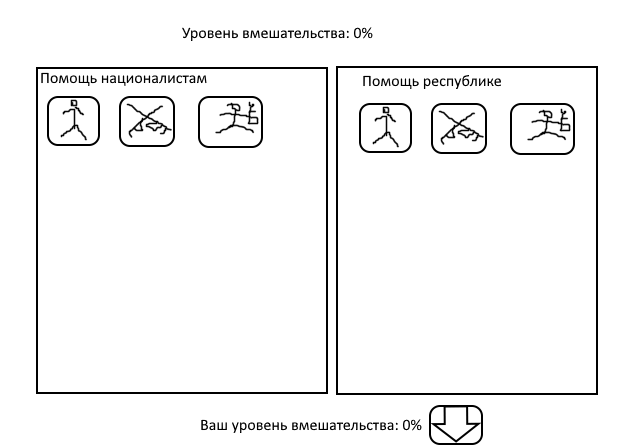 Уровень вмешательства: 0%
Помощь националистам
Помощь республике
Ваш уровень вмешательства: 0%